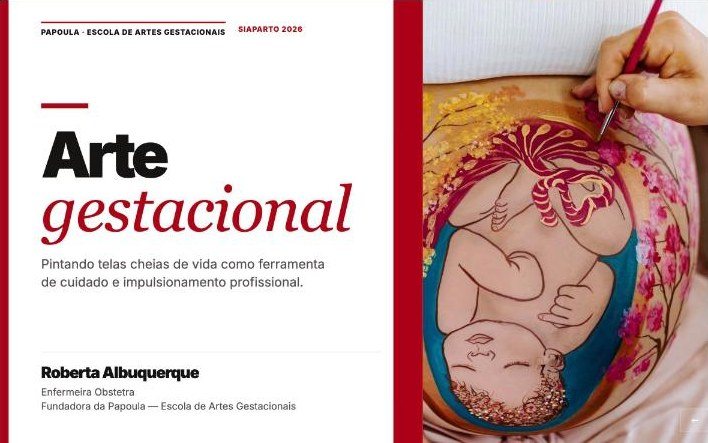 PAPOULA · ESCOLA DE ARTES GESTACIONAIS
SIAPARTO 2026
Arte
gestacional
Pintando telas cheias de vida como ferramenta
de cuidado e impulsionamento profissional.
Roberta Albuquerque
Enfermeira Obstetra
Fundadora da Papoula — Escola de Artes Gestacionais